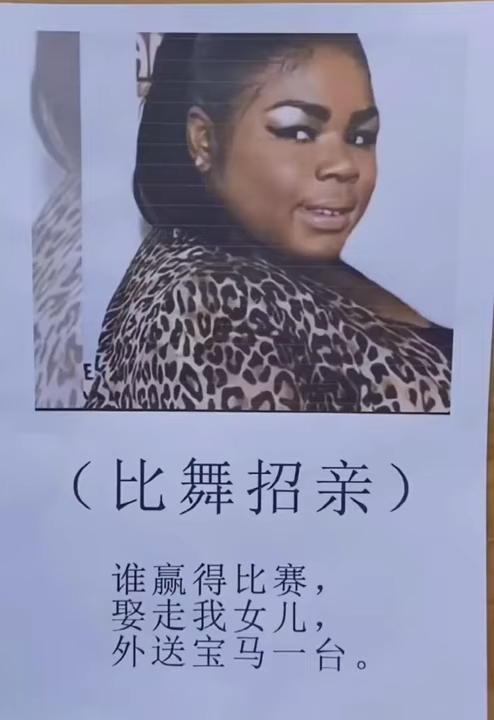 （比舞招亲）
谁赢得比赛，
娶走我女儿，
外送宝马一台。